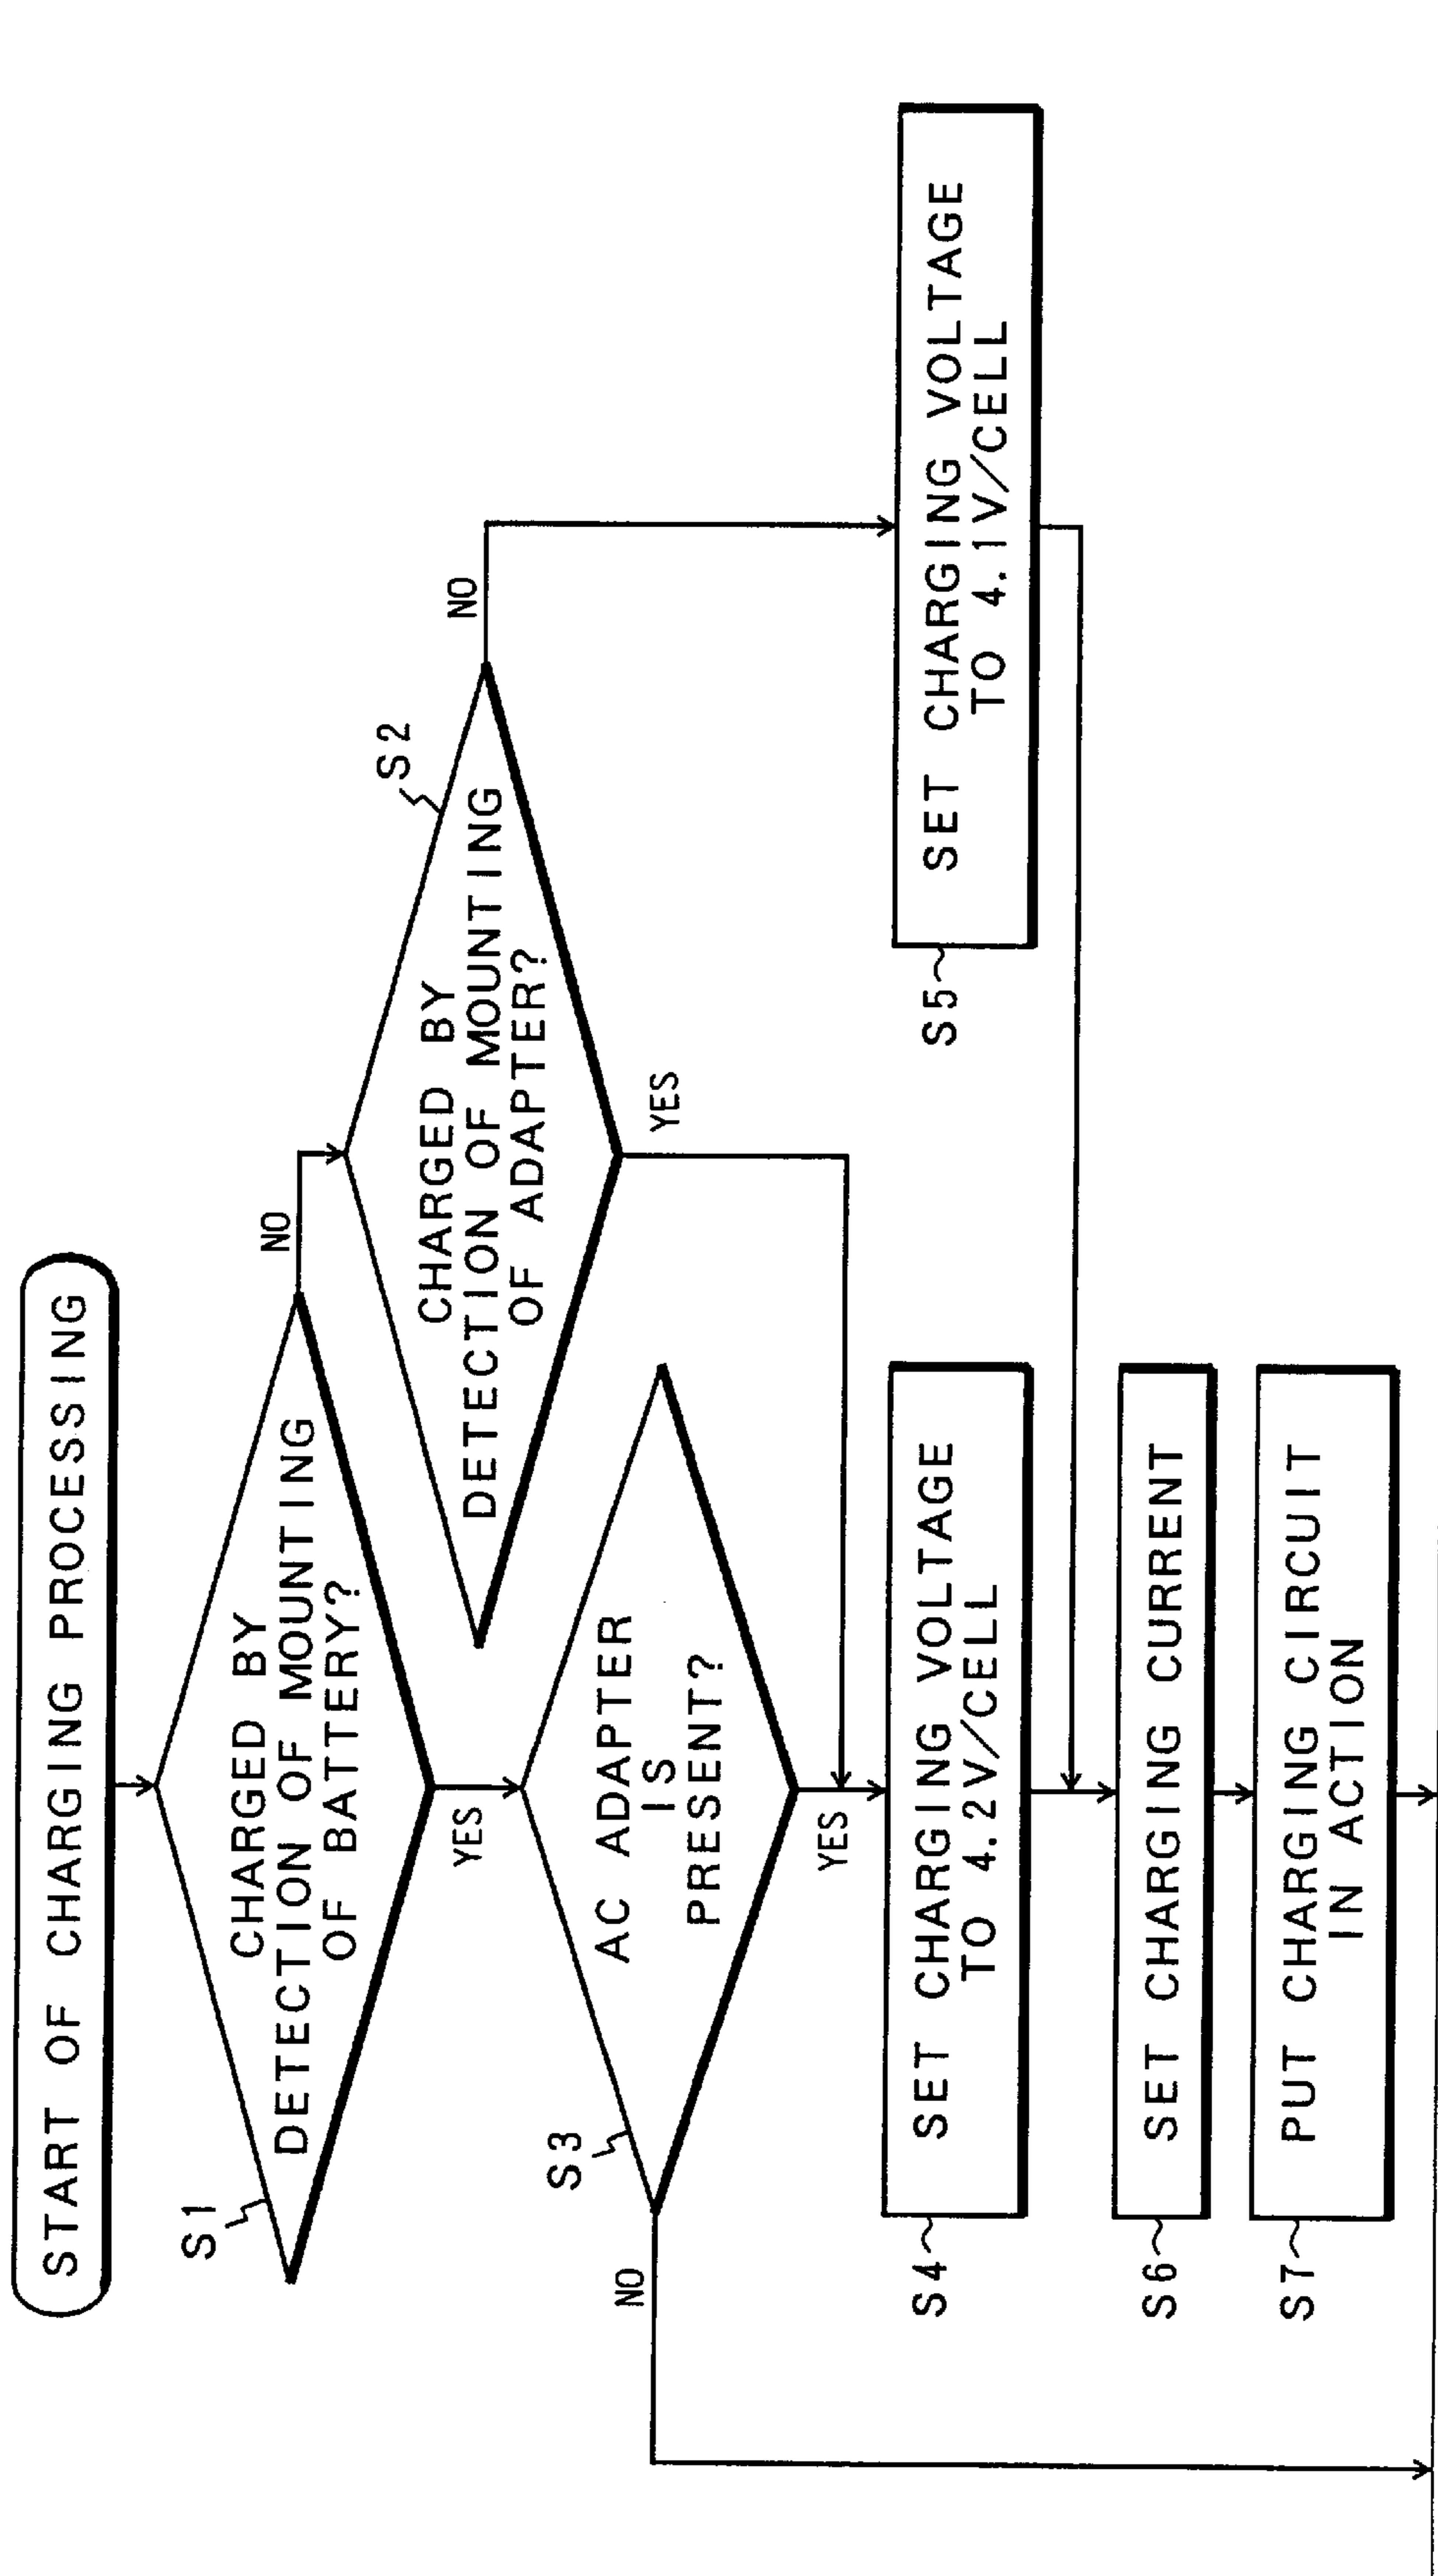 START OF CHARGING PROCESSING
S1
CHARGED BY
DETECTION OF MOUNTING
OF BATTERY?
NO
YES
S2
CHARGED BY
DETECTION OF MOUNTING
OF ADAPTER?
NO
YES
S3
AC ADAPTER
IS
PRESENT?
NO
YES
S4
SET CHARGING VOLTAGE
TO 4.2V/CELL
S5
SET CHARGING VOLTAGE
TO 4.1V/CELL
S6
SET CHARGING CURRENT
S7
PUT CHARGING CIRCUIT
IN ACTION